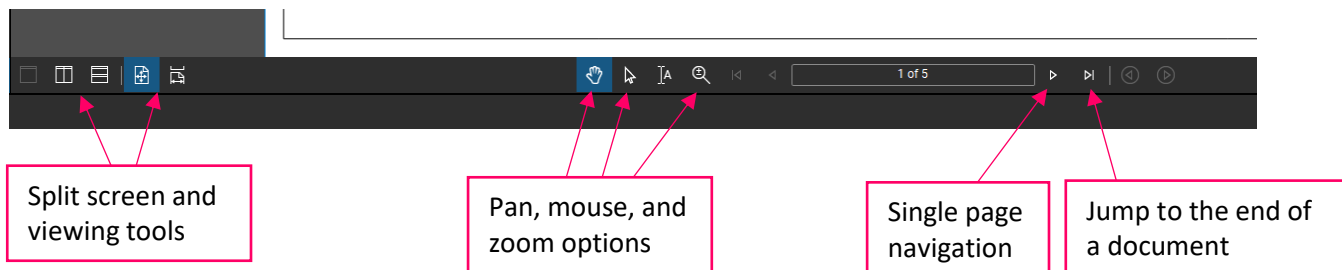 A
1 of 5
Split screen and
viewing tools
Pan, mouse, and
zoom options
Single page
navigation
Jump to the end of
a document